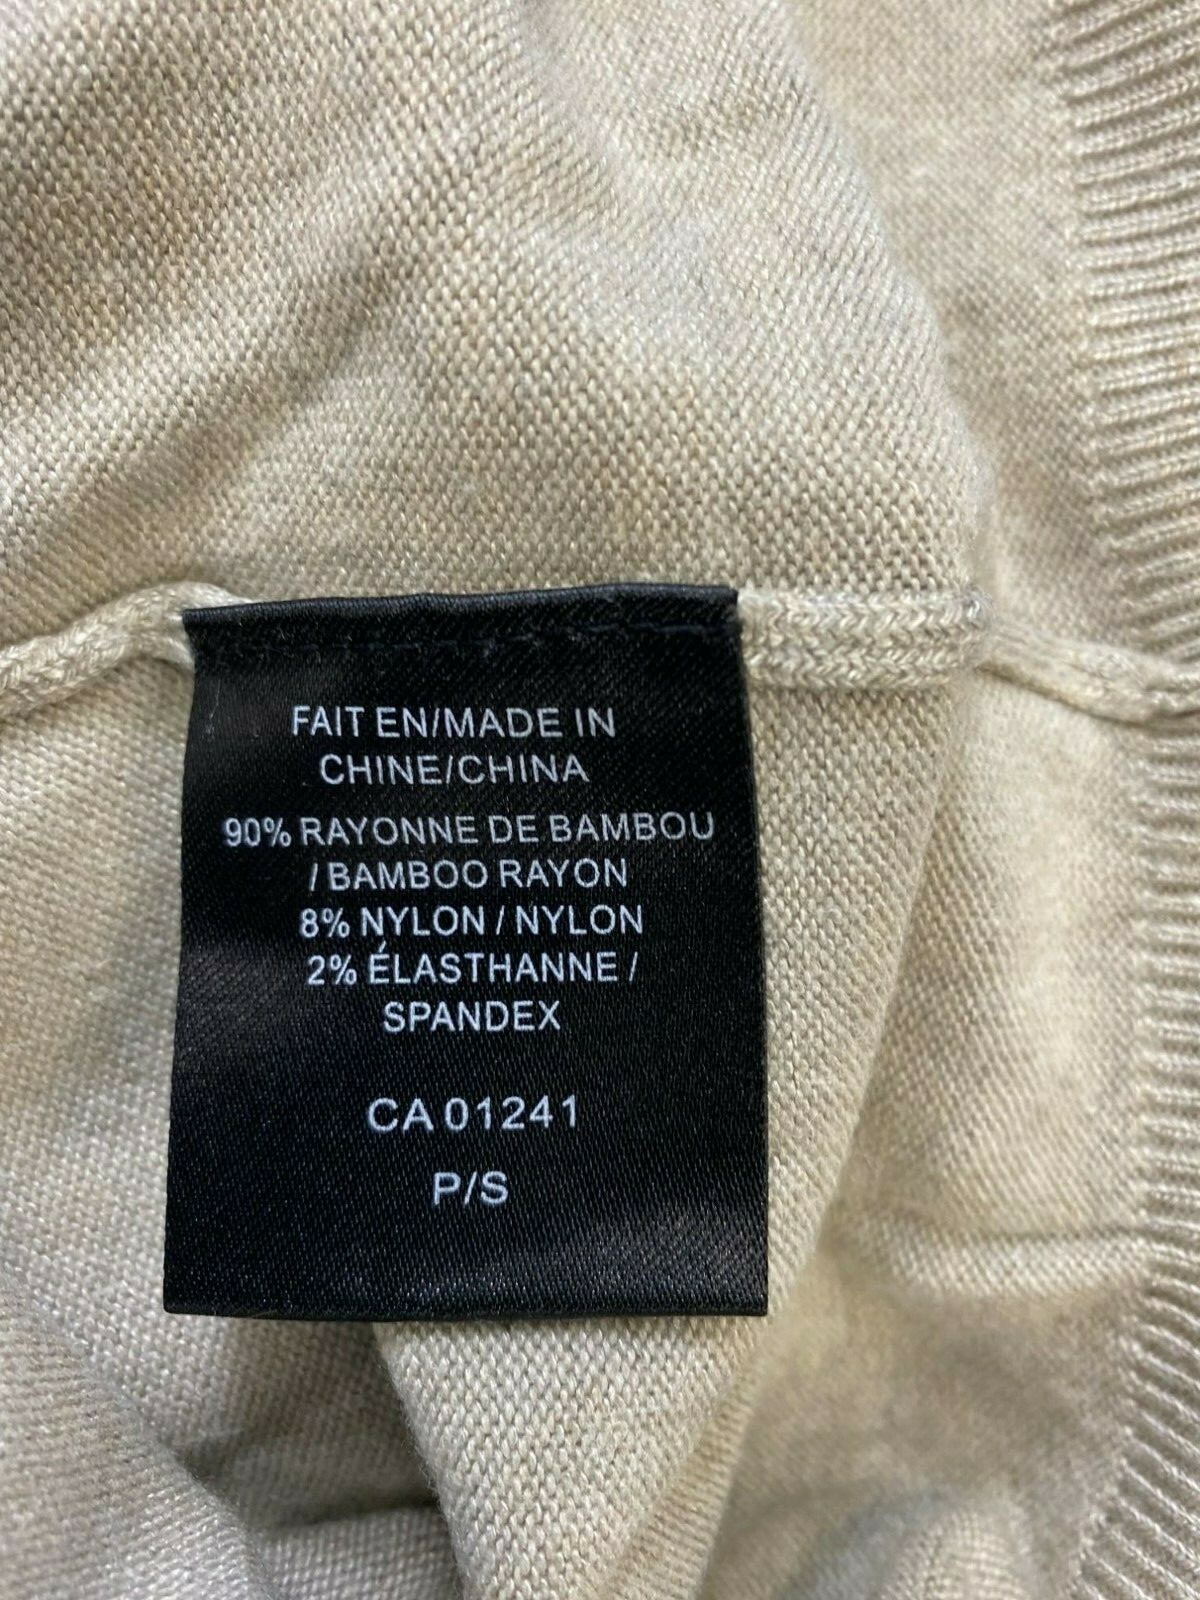 FAIT EN/MADE IN
CHINE/CHINA
90% RAYONNE DE BAMBOU
/ BAMBOO RAYON
8% NYLON / NYLON
2% ÉLASTHANNE /
SPANDEX
CA 01241
P/S